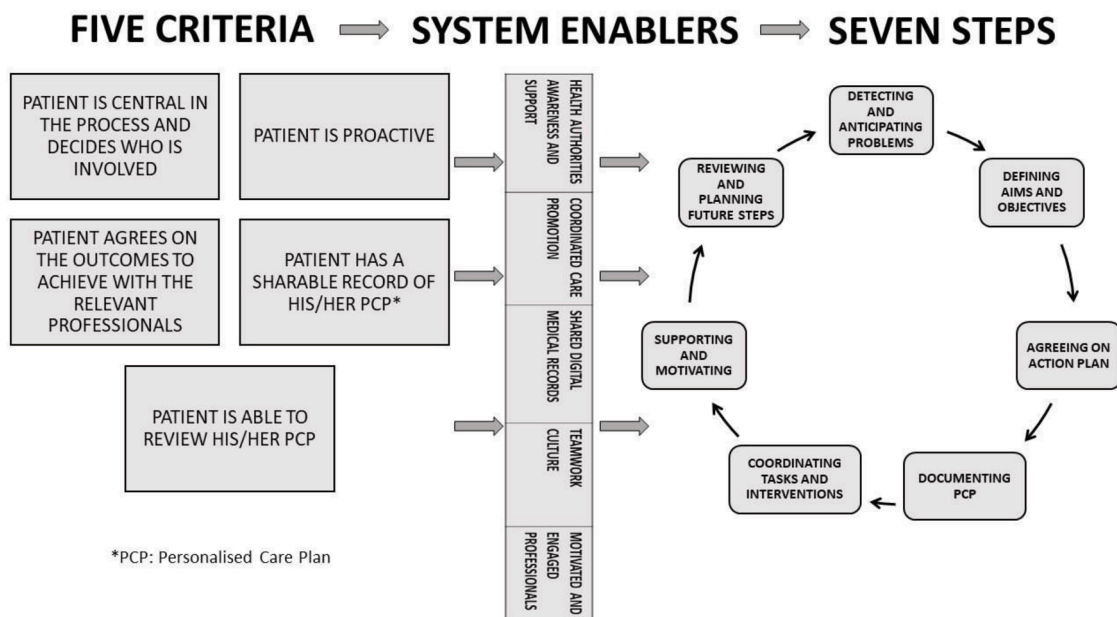 FIVE CRITERIA
SYSTEM ENABLERS
SEVEN STEPS
PATIENT IS CENTRAL IN
THE PROCESS AND
DECIDES WHO IS
INVOLVED
PATIENT IS PROACTIVE
PATIENT AGREES ON
THE OUTCOMES TO
ACHIEVE WITH THE
RELEVANT
PROFESSIONALS
PATIENT HAS A
SHARABLE RECORD OF
HIS/HER PCP*
PATIENT IS ABLE TO
REVIEW HIS/HER PCP
*PCP: Personalised Care Plan
HEALTH AUTHORITIES
AWARENESS AND
SUPPORT
COORDINATED CARE
PROMOTION
SHARED DIGITAL
MEDICAL RECORDS
TEAMWORK
CULTURE
MOTIVATED AND
ENGAGED
PROFESSIONALS
DETECTING
AND
ANTICIPATING
PROBLEMS
DEFINING
AIMS AND
OBJECTIVES
AGREEING ON
ACTION PLAN
DOCUMENTING
PCP
COORDINATING
TASKS AND
INTERVENTIONS
SUPPORTING
AND
MOTIVATING
REVIEWING
AND
PLANNING
FUTURE STEPS